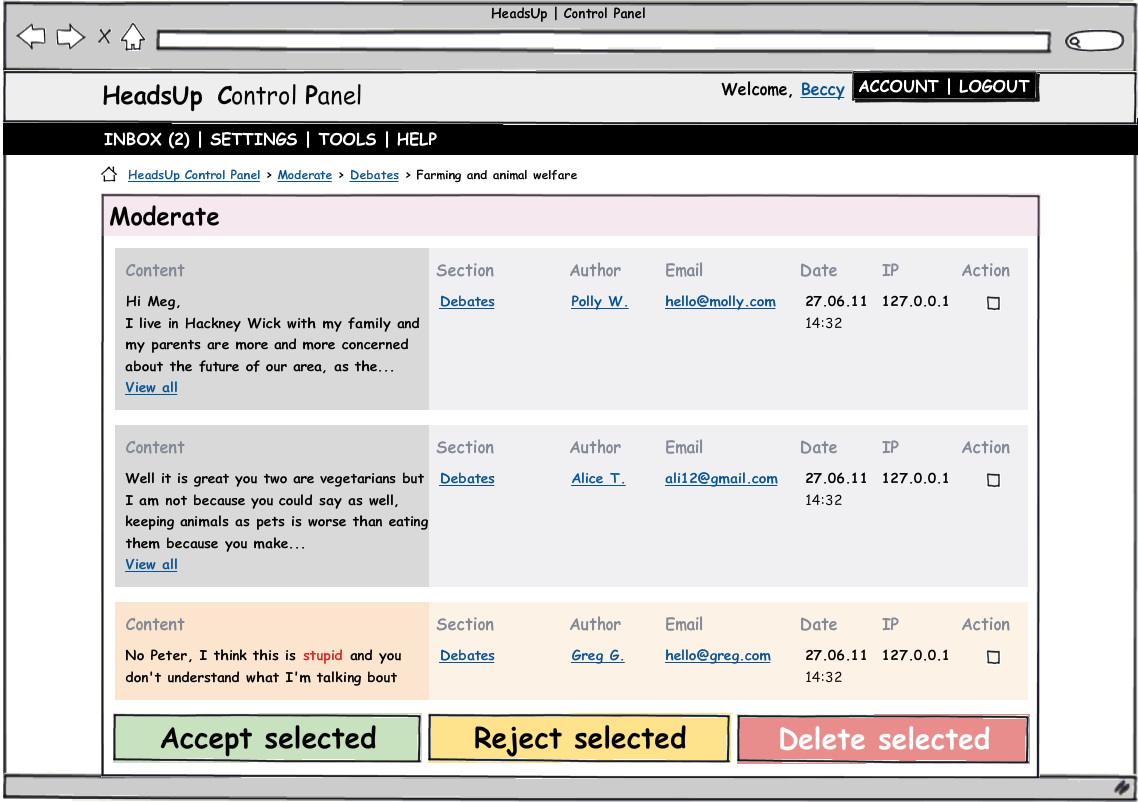 HeadsUp | Control Panel
HeadsUp Control Panel
Welcome, Beccy ACCOUNT | LOGOUT
INBOX (2) | SETTINGS | TOOLS | HELP
HeadsUp Control Panel > Moderate > Debates > Farming and animal welfare
Moderate
Content Section Author Email Date IP Action
Hi Meg, Debates Polly W. hello@molly.com 27.06.11 127.0.0.1
I live in Hackney Wick with my family and 14:32
my parents are more and more concerned
about the future of our area, as the...
View all
Content Section Author Email Date IP Action
Well it is great you two are vegetarians but Debates Alice T. ali12@gmail.com 27.06.11 127.0.0.1
I am not because you could say as well, 14:32
keeping animals as pets is worse than eating
them because you make...
View all
Content Section Author Email Date IP Action
No Peter, I think this is stupid and you Debates Greg G. hello@greg.com 27.06.11 127.0.0.1
don't understand what I'm talking bout 14:32
Accept selected Reject selected Delete selected